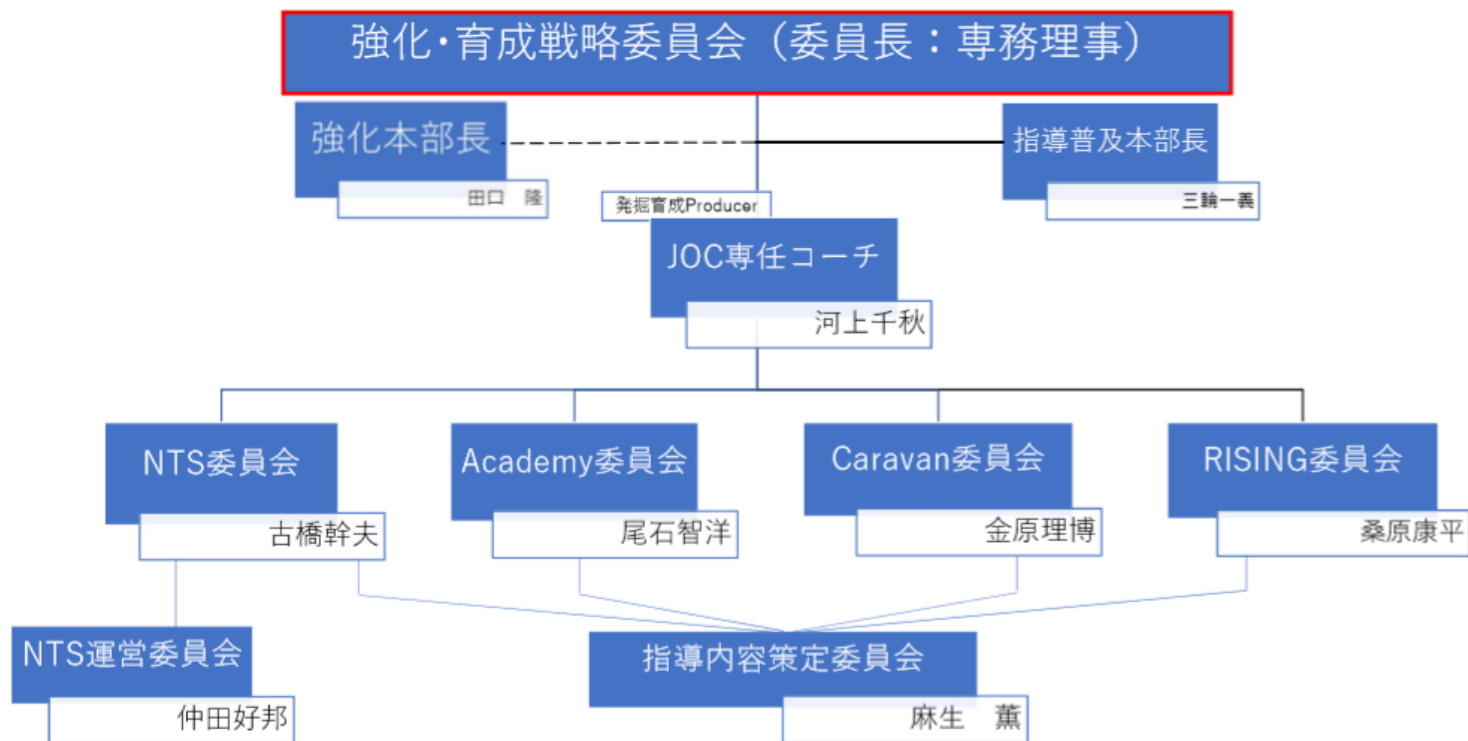 強化・育成戦略委員会（委員長：専務理事）
強化本部長
田口　隆
指導普及本部長
三輪一義
発掘育成Producer
JOC専任コーチ
河上千秋
NTS委員会
古橋幹夫
Academy委員会
尾石智洋
Caravan委員会
金原理博
RISING委員会
桑原康平
NTS運営委員会
仲田好邦
指導内容策定委員会
麻生　薫